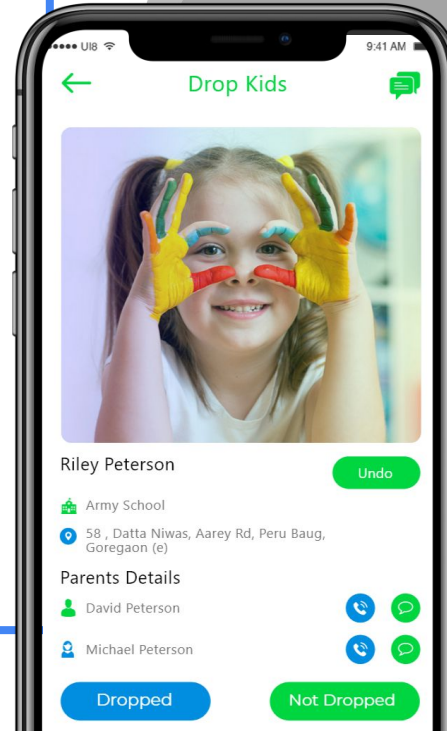 UI8
9:41 AM
Drop Kids
Riley Peterson
Undo
Army School
58 , Datta Niwas, Aarey Rd, Peru Baug,
Goregaon (e)
Parents Details
David Peterson
Michael Peterson
Dropped
Not Dropped